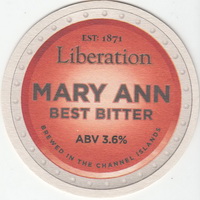 EST: 1871
Liberation
MARY ANN
BEST BITTER
ABV 3.6%
BREWED IN THE CHANNEL ISLANDS